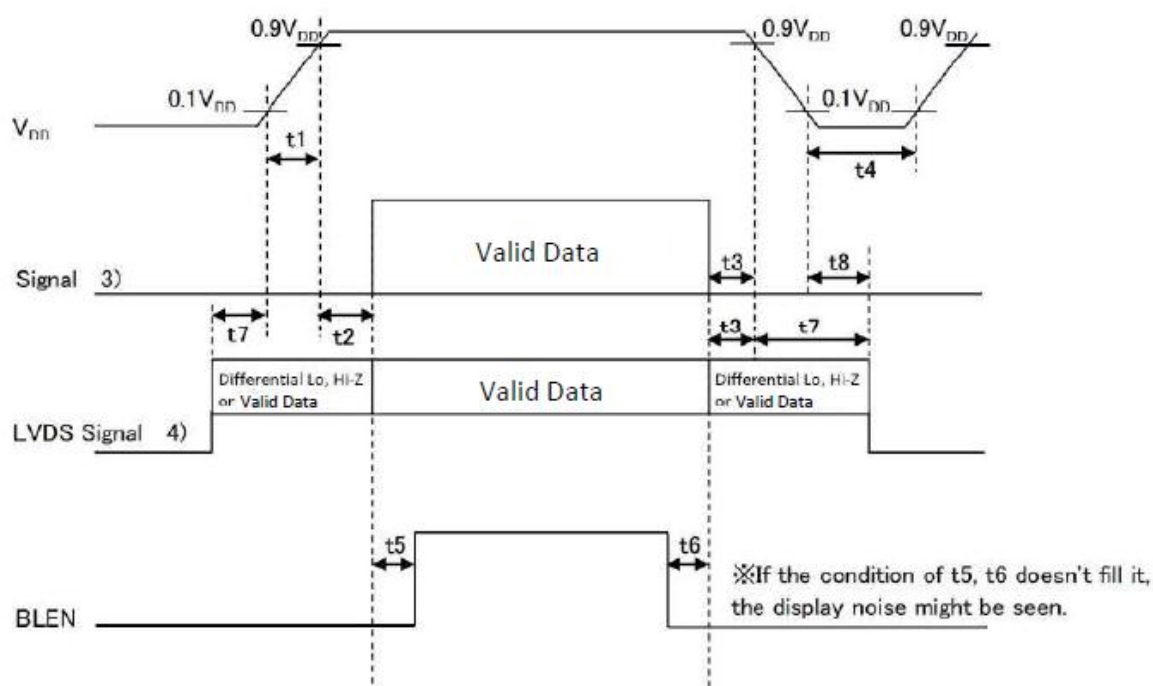 0.9VDD 0.9VDD 0.9VDD
0.1VDD 0.1VDD
VDD
t1
t4
Valid Data
t3 t8
Signal 3)
t7 t2 t3 t7
Differential Lo, Hi-Z
or Valid Data
Valid Data
Differential Lo, Hi-Z
or Valid Data
LVDS Signal 4)
t5 t6
※If the condition of t5, t6 doesn't fill it,
the display noise might be seen.
BLEN